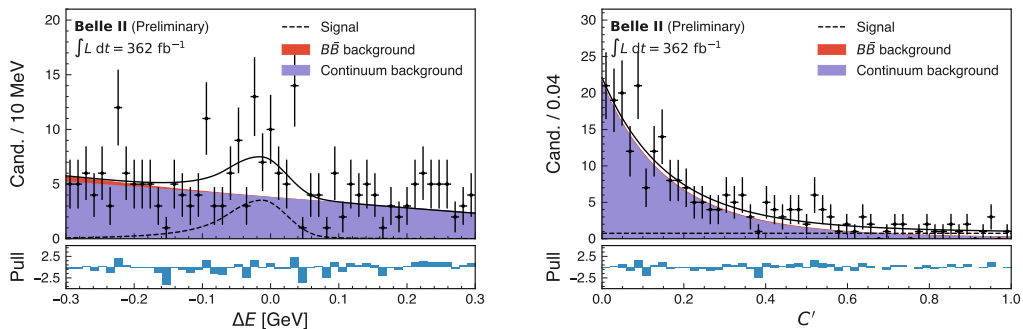 Belle II (Preliminary)
∫L dt = 362 fb⁻¹
Signal
BB̄ background
Continuum background
Cand. / 10 MeV
20
15
10
5
0
Pull
2.5
−2.5
−0.3 −0.2 −0.1 0.0 0.1 0.2 0.3
ΔE [GeV]
Belle II (Preliminary)
∫L dt = 362 fb⁻¹
Signal
BB̄ background
Continuum background
Cand. / 0.04
30
25
20
15
10
5
0
Pull
2.5
−2.5
0.0 0.2 0.4 0.6 0.8 1.0
C′